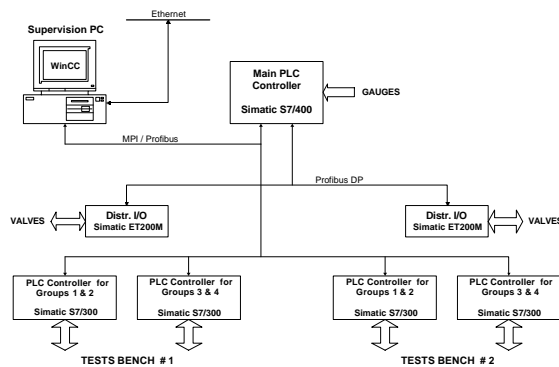 Ethernet
Supervision PC
WinCC
Main PLC
Controller
Simatic S7/400
GAUGES
MPI / Profibus
Profibus DP
VALVES
Distr. I/O
Simatic ET200M
Distr. I/O
Simatic ET200M
VALVES
PLC Controller for
Groups 1 & 2
Simatic S7/300
PLC Controller for
Groups 3 & 4
Simatic S7/300
PLC Controller for
Groups 1 & 2
Simatic S7/300
PLC Controller for
Groups 3 & 4
Simatic S7/300
TESTS BENCH # 1
TESTS BENCH # 2